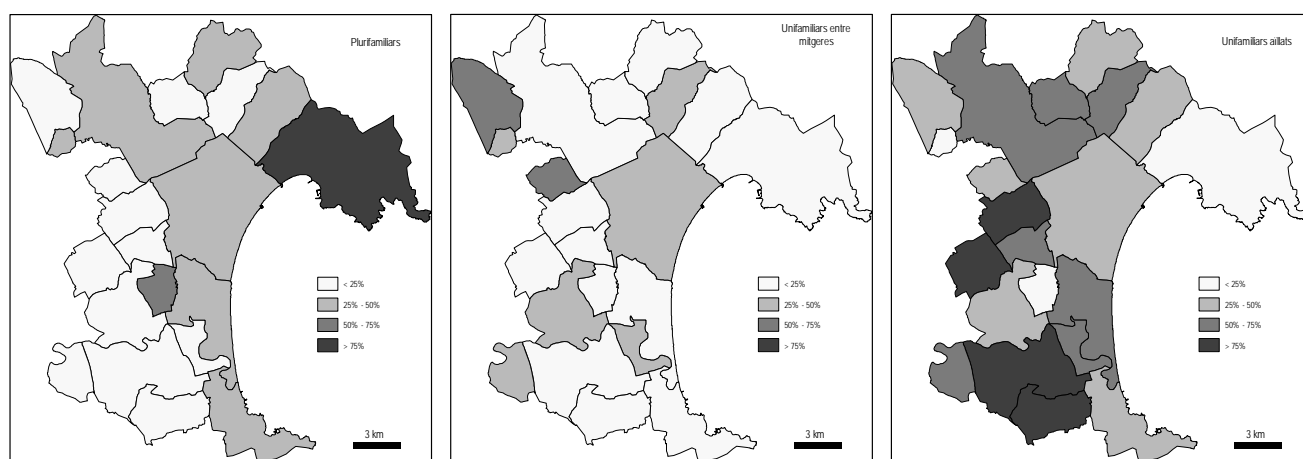 Plurifamiliars
< 25%
25% - 50%
50% - 75%
> 75%
3 km
Unifamiliars entre
mitgeres
< 25%
25% - 50%
50% - 75%
> 75%
3 km
Unifamiliars aïllats
< 25%
25% - 50%
50% - 75%
> 75%
3 km